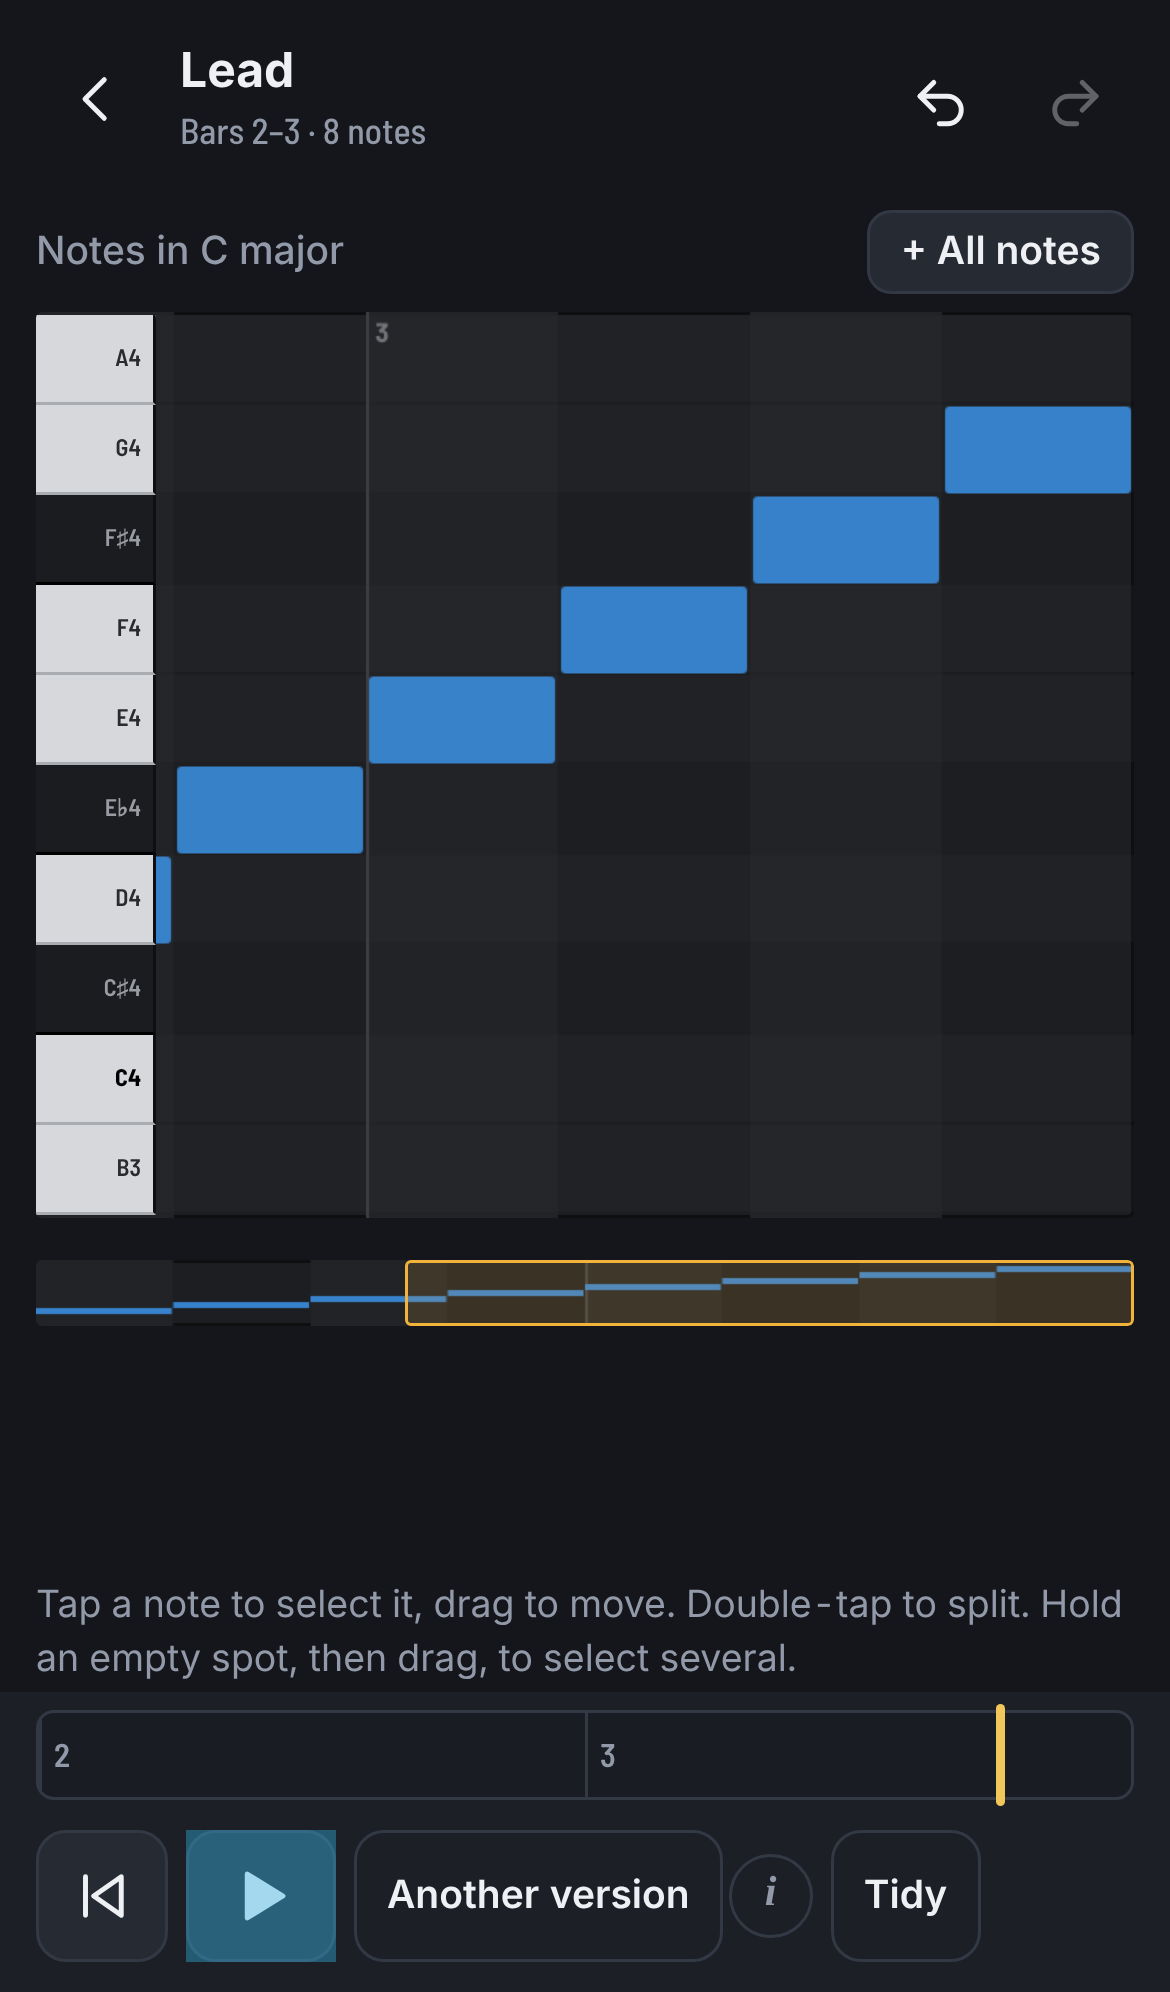 Lead
Bars 2–3 · 8 notes
Notes in C major
+ All notes
3
A4
G4
F♯4
F4
E4
E♭4
D4
C♯4
C4
B3
Tap a note to select it, drag to move. Double-tap to split. Hold
an empty spot, then drag, to select several.
2
3
Another version
i
Tidy